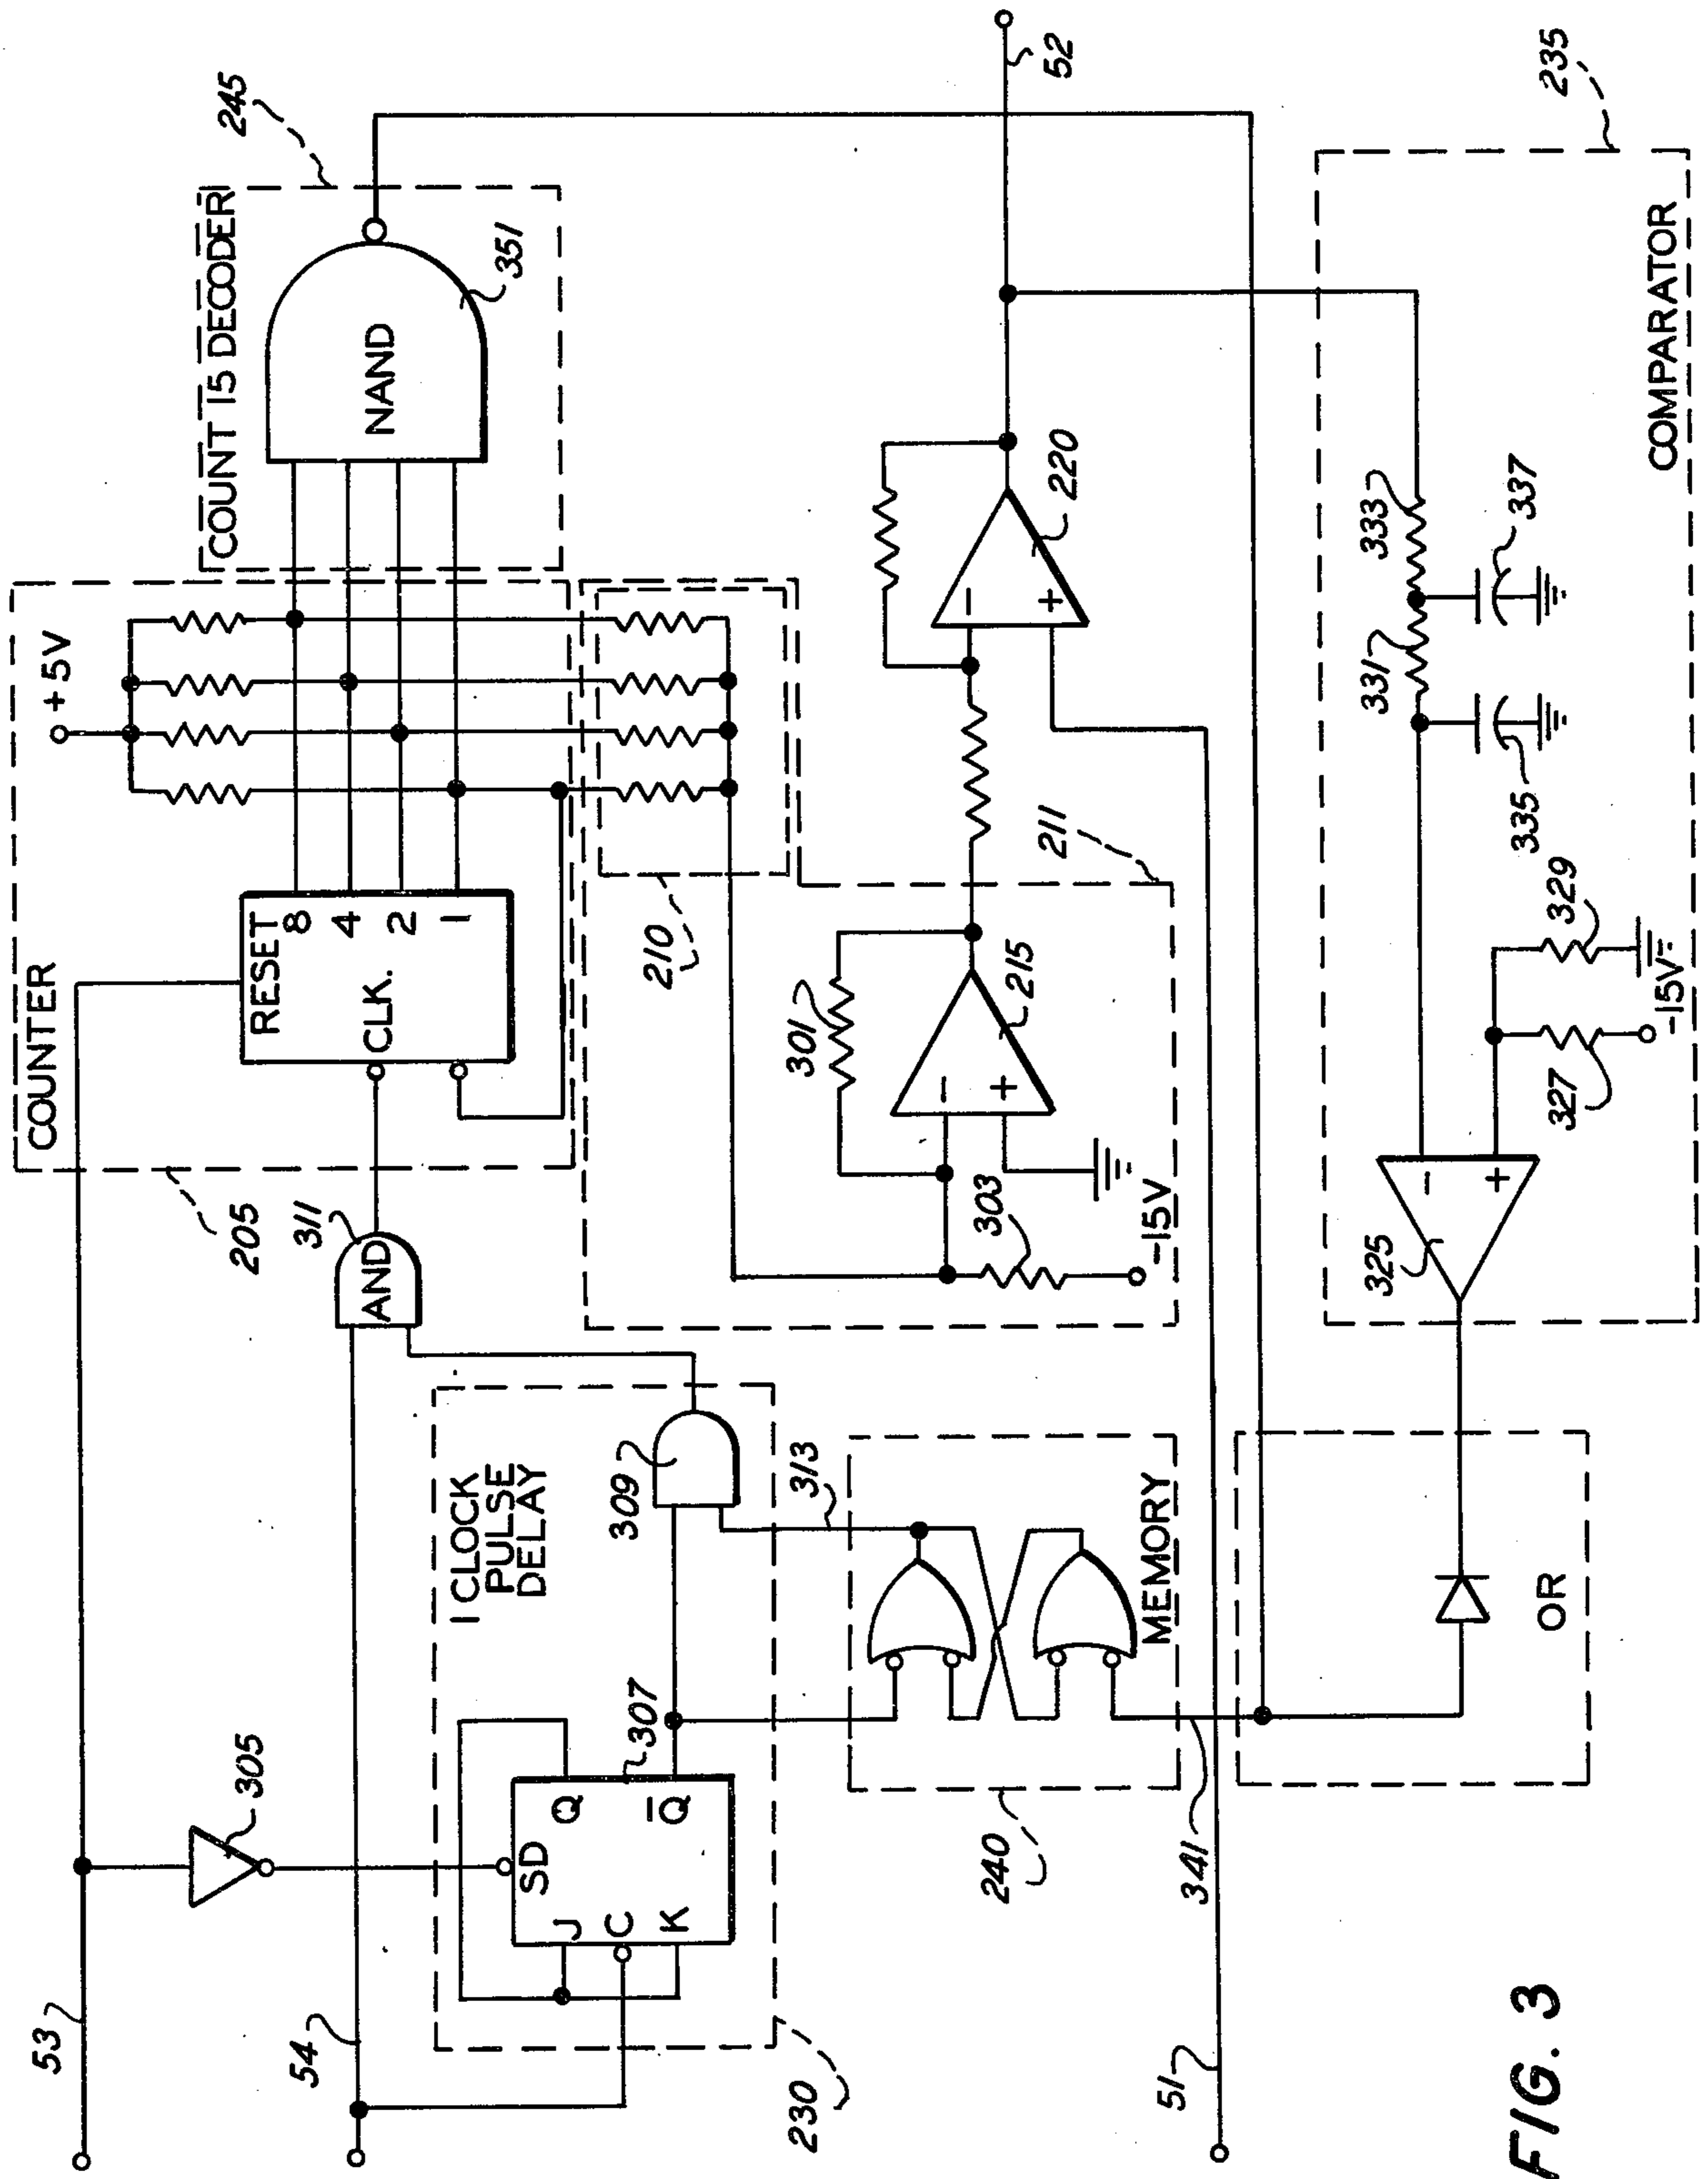 53
305
54
COUNTER
+5V
RESET
CLK.
8
4
2
1
205
COUNT 15 DECODER
NAND
351
245
311
AND
1 CLOCK
PULSE
DELAY
SD
J
C
K
Q
Q̅
307
309
230
210
211
301
-
+
215
303
-15V
-
+
220
52
313
MEMORY
240
341
51
OR
325
-
+
327
329
-15V
331
333
335
337
COMPARATOR
235
FIG. 3